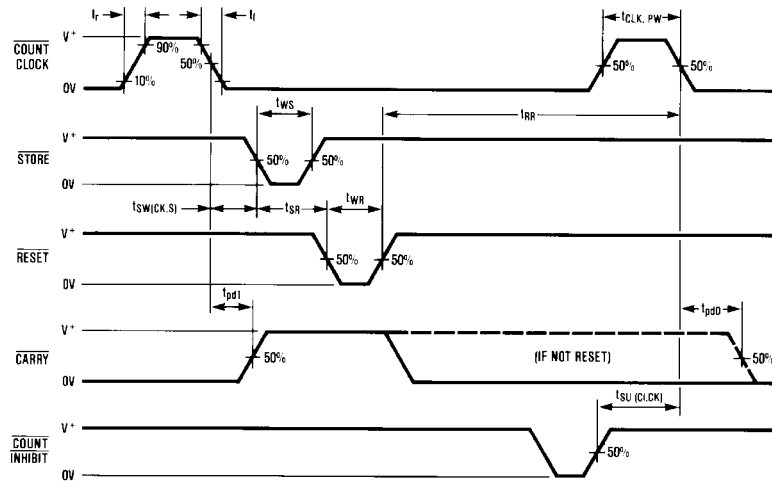 tr
tf
tCLK, PW
COUNT
CLOCK
V+
90%
50%
10%
0V
50%
50%
tWS
tRR
STORE
V+
50%
50%
0V
tSW(CK,S)
tSR
tWR
RESET
V+
50%
50%
0V
tpd1
tpd0
CARRY
V+
50%
(IF NOT RESET)
50%
0V
tSU (CI,CK)
COUNT
INHIBIT
V+
50%
0V